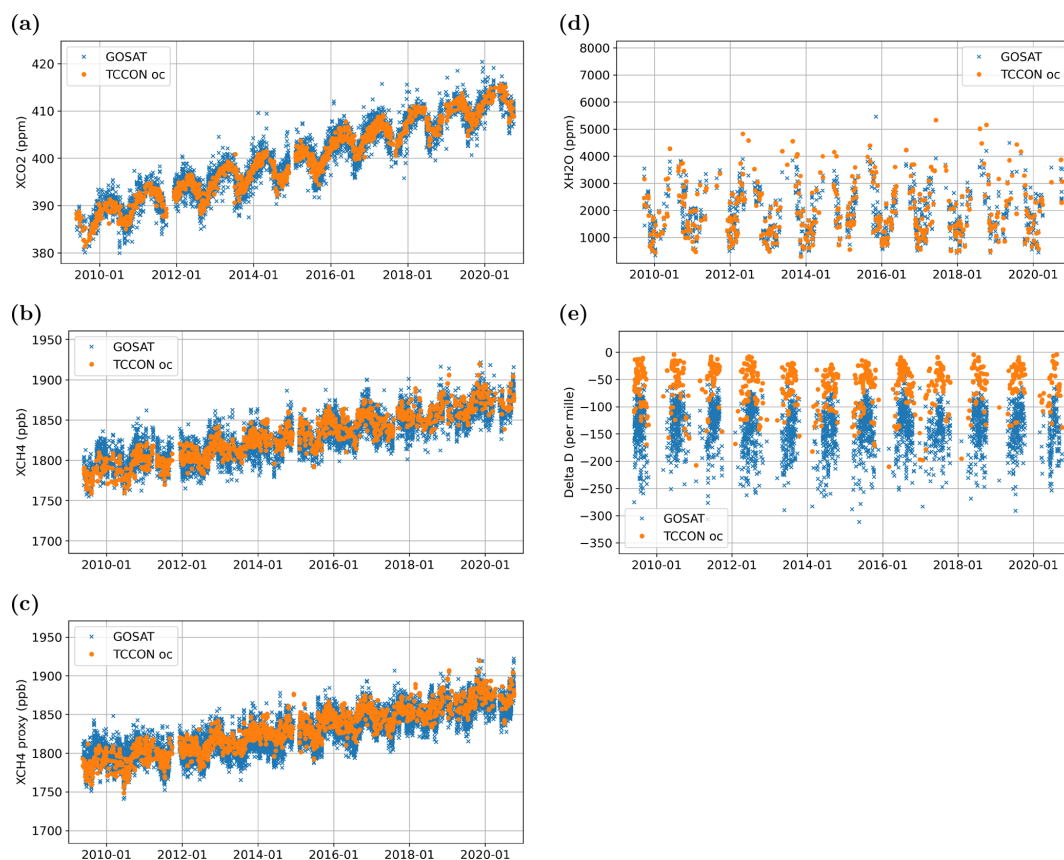 (a)
XCO2 (ppm)
420
410
400
390
380
GOSAT
TCCON oc
2010-01 2012-01 2014-01 2016-01 2018-01 2020-01
(b)
XCH4 (ppb)
1950
1900
1850
1800
1750
1700
GOSAT
TCCON oc
2010-01 2012-01 2014-01 2016-01 2018-01 2020-01
(c)
XCH4 proxy (ppb)
1950
1900
1850
1800
1750
1700
GOSAT
TCCON oc
2010-01 2012-01 2014-01 2016-01 2018-01 2020-01
(d)
XH2O (ppm)
8000
7000
6000
5000
4000
3000
2000
1000
GOSAT
TCCON oc
2010-01 2012-01 2014-01 2016-01 2018-01 2020-01
(e)
Delta D (per mille)
0
−50
−100
−150
−200
−250
−300
−350
GOSAT
TCCON oc
2010-01 2012-01 2014-01 2016-01 2018-01 2020-01